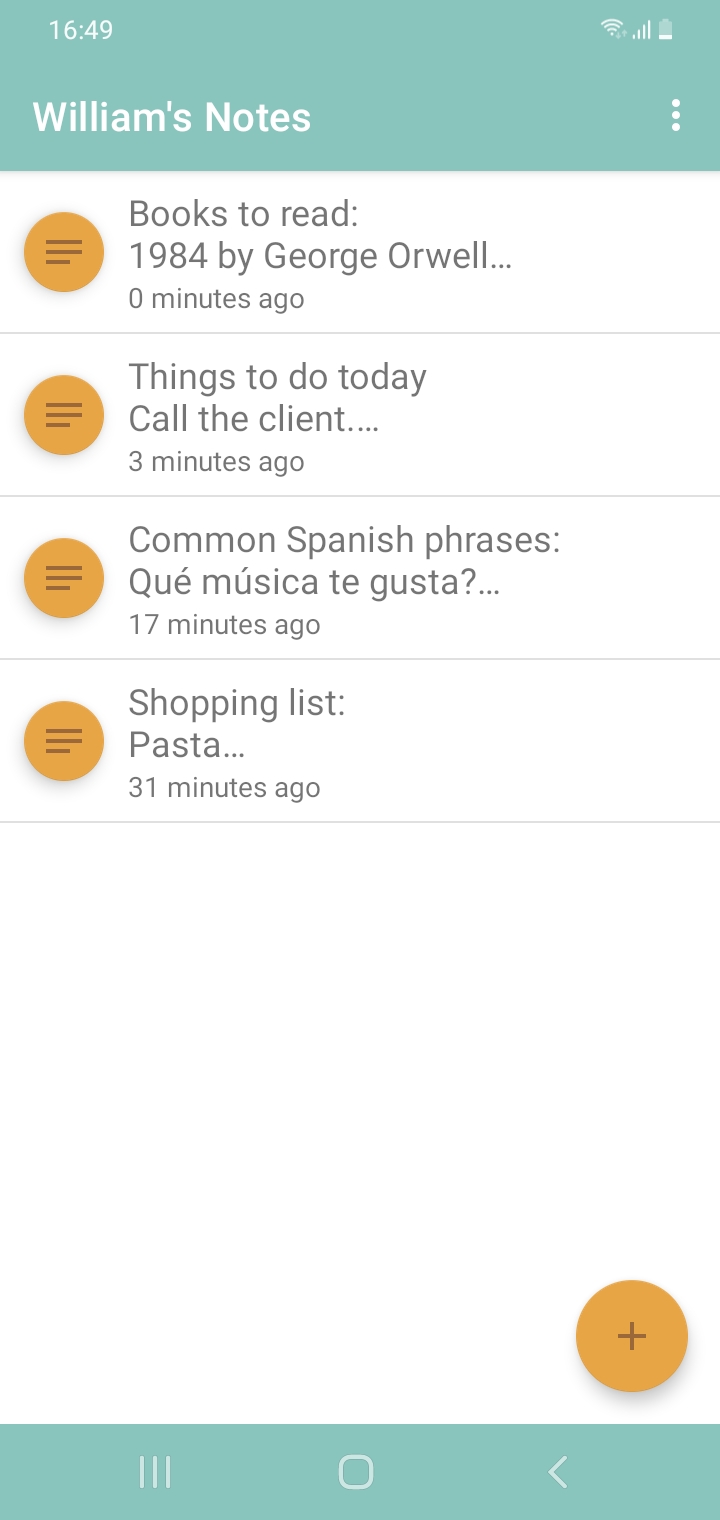 16:49
William's Notes
Books to read:
1984 by George Orwell…
0 minutes ago
Things to do today
Call the client.…
3 minutes ago
Common Spanish phrases:
Qué música te gusta?…
17 minutes ago
Shopping list:
Pasta…
31 minutes ago